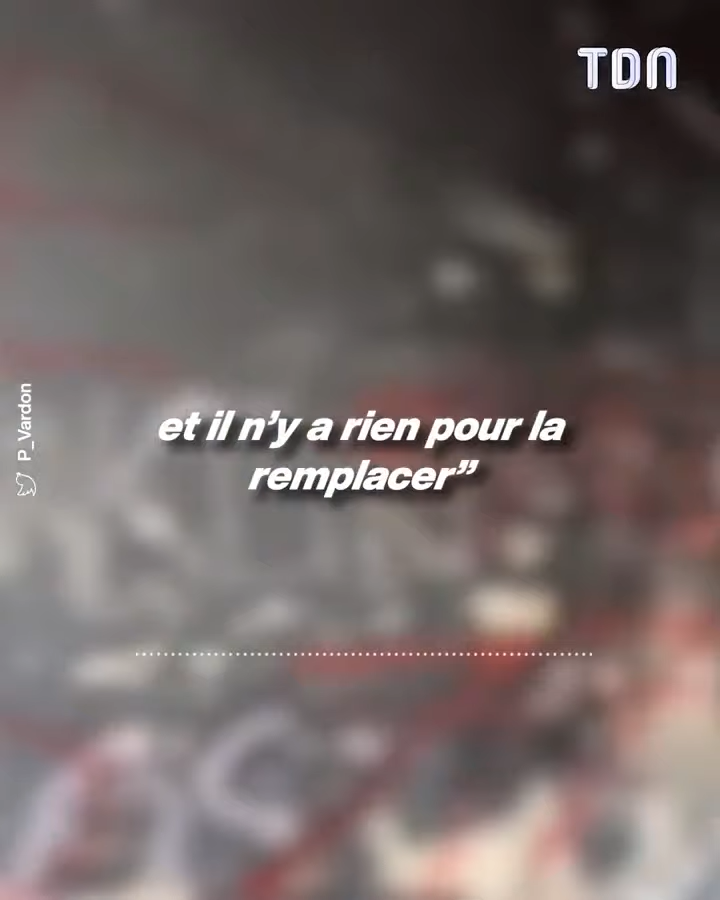 TDN
P_Vardon
et il n’y a rien pour la
remplacer”